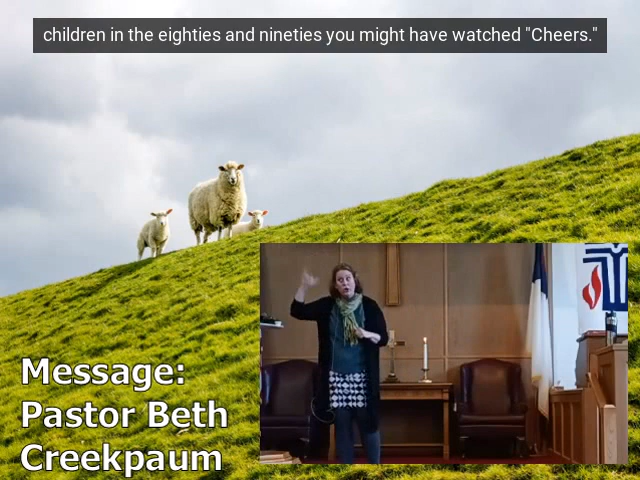 children in the eighties and nineties you might have watched "Cheers."
Message:
Pastor Beth
Creekpaum